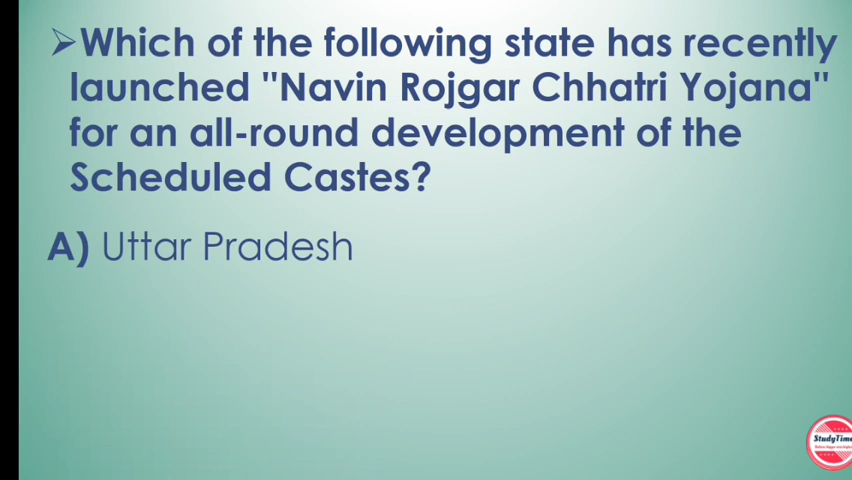 ➢Which of the following state has recently
launched "Navin Rojgar Chhatri Yojana"
for an all-round development of the
Scheduled Castes?
A) Uttar Pradesh
StudyTime